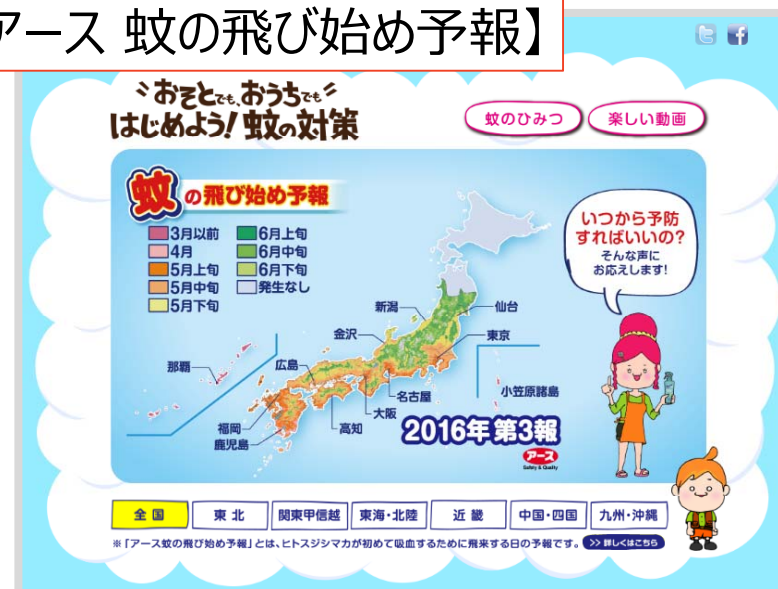 アース 蚊の飛び始め予報】
おそとでも、おうちでも
はじめよう!蚊の対策
蚊のひみつ
楽しい動画
蚊の飛び始め予報
3月以前
4月
5月上旬
5月中旬
5月下旬
6月上旬
6月中旬
6月下旬
発生なし
いつから予防
すればいいの?
そんな声に
お応えします!
新潟
仙台
金沢
東京
那覇
広島
名古屋
小笠原諸島
大阪
福岡
高知
鹿児島
2016年 第3報
アース
Safety & Quality
全国
東北
関東甲信越
東海・北陸
近畿
中国・四国
九州・沖縄
※「アース蚊の飛び始め予報」とは、ヒトスジシマカが初めて吸血するために飛来する日の予報です。 >> 詳しくはこちら